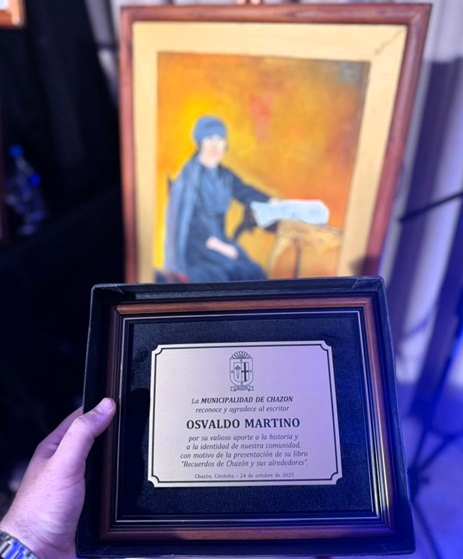 La MUNICIPALIDAD DE CHAZON
reconoce y agradece al escritor
OSVALDO MARTINO
por su valioso aporte a la historia y
a la identidad de nuestra comunidad,
con motivo de la presentación de su libro
"Recuerdos de Chazón y sus alrededores".
Chazón, Córdoba - 24 de octubre de 2025